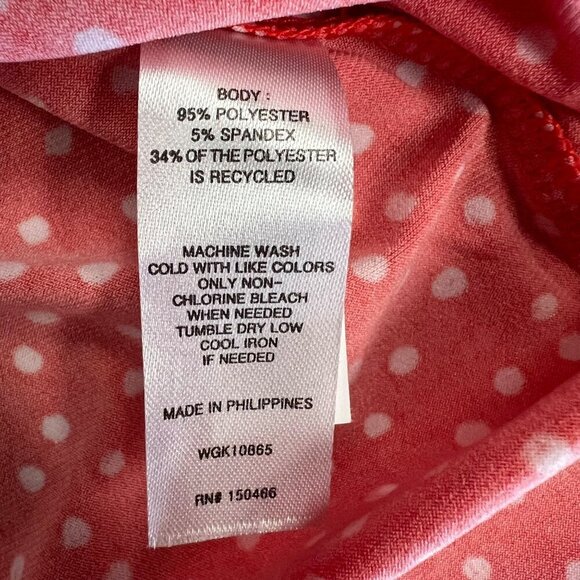 BODY :
95% POLYESTER
5% SPANDEX
34% OF THE POLYESTER
IS RECYCLED
MACHINE WASH
COLD WITH LIKE COLORS
ONLY NON-
CHLORINE BLEACH
WHEN NEEDED
TUMBLE DRY LOW
COOL IRON
IF NEEDED
MADE IN PHILIPPINES
WGK10865
RN# 150466